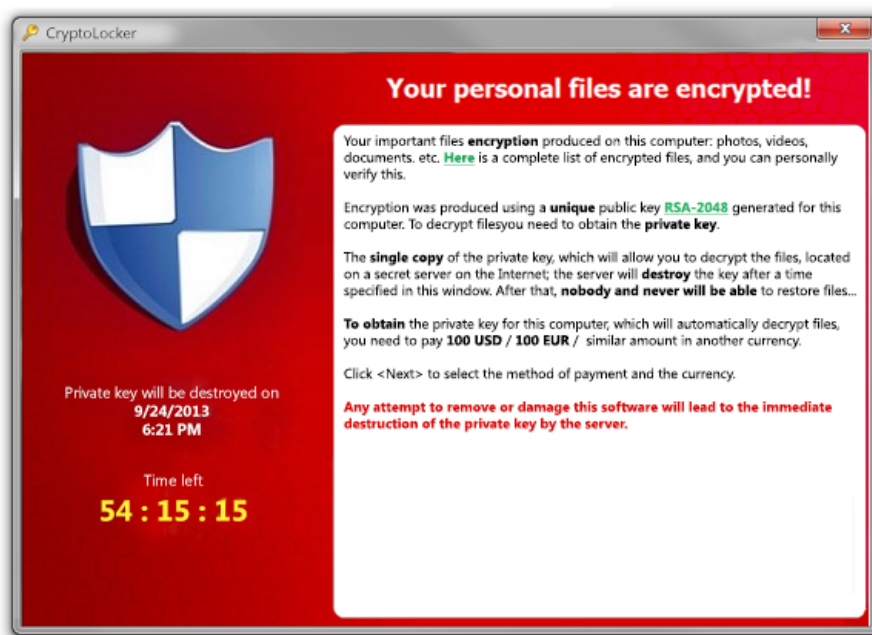 CryptoLocker
Your personal files are encrypted!
Your important files encryption produced on this computer: photos, videos,
documents. etc. Here is a complete list of encrypted files, and you can personally
verify this.
Encryption was produced using a unique public key RSA-2048 generated for this
computer. To decrypt filesyou need to obtain the private key.
The single copy of the private key, which will allow you to decrypt the files, located
on a secret server on the Internet; the server will destroy the key after a time
specified in this window. After that, nobody and never will be able to restore files...
To obtain the private key for this computer, which will automatically decrypt files,
you need to pay 100 USD / 100 EUR / similar amount in another currency.
Click <Next> to select the method of payment and the currency.
Any attempt to remove or damage this software will lead to the immediate
destruction of the private key by the server.
Private key will be destroyed on
9/24/2013
6:21 PM
Time left
54 : 15 : 15